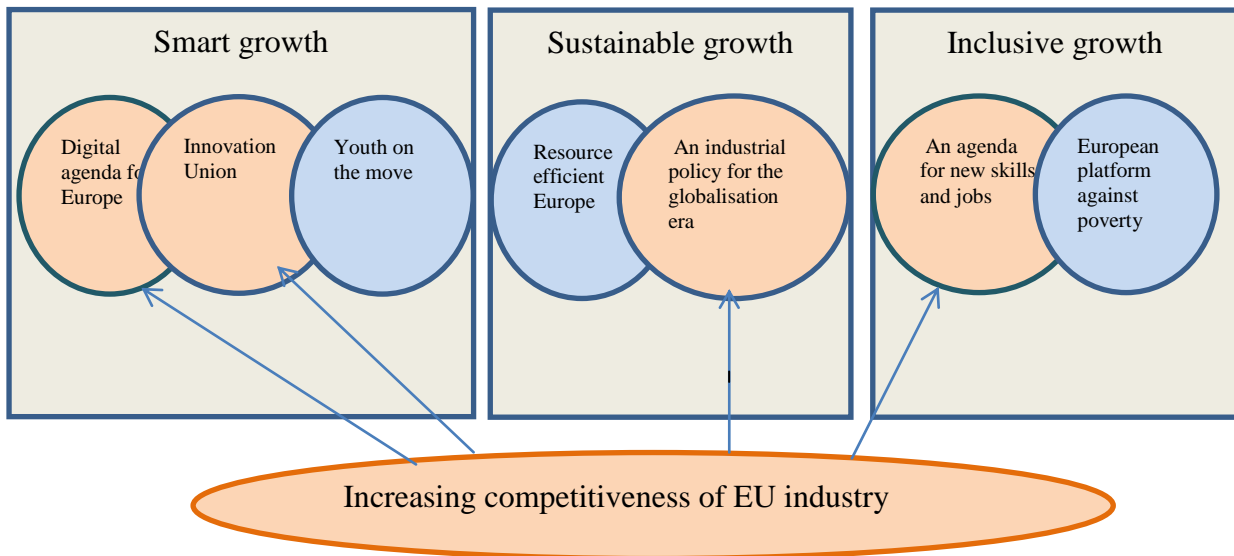 Smart growth
Sustainable growth
Inclusive growth
Digital
agenda fo
Europe
Innovation
Union
Youth on
the move
Resource
efficient
Europe
An industrial
policy for the
globalisation
era
An agenda
for new skills
and jobs
European
platform
against
poverty
Increasing competitiveness of EU industry